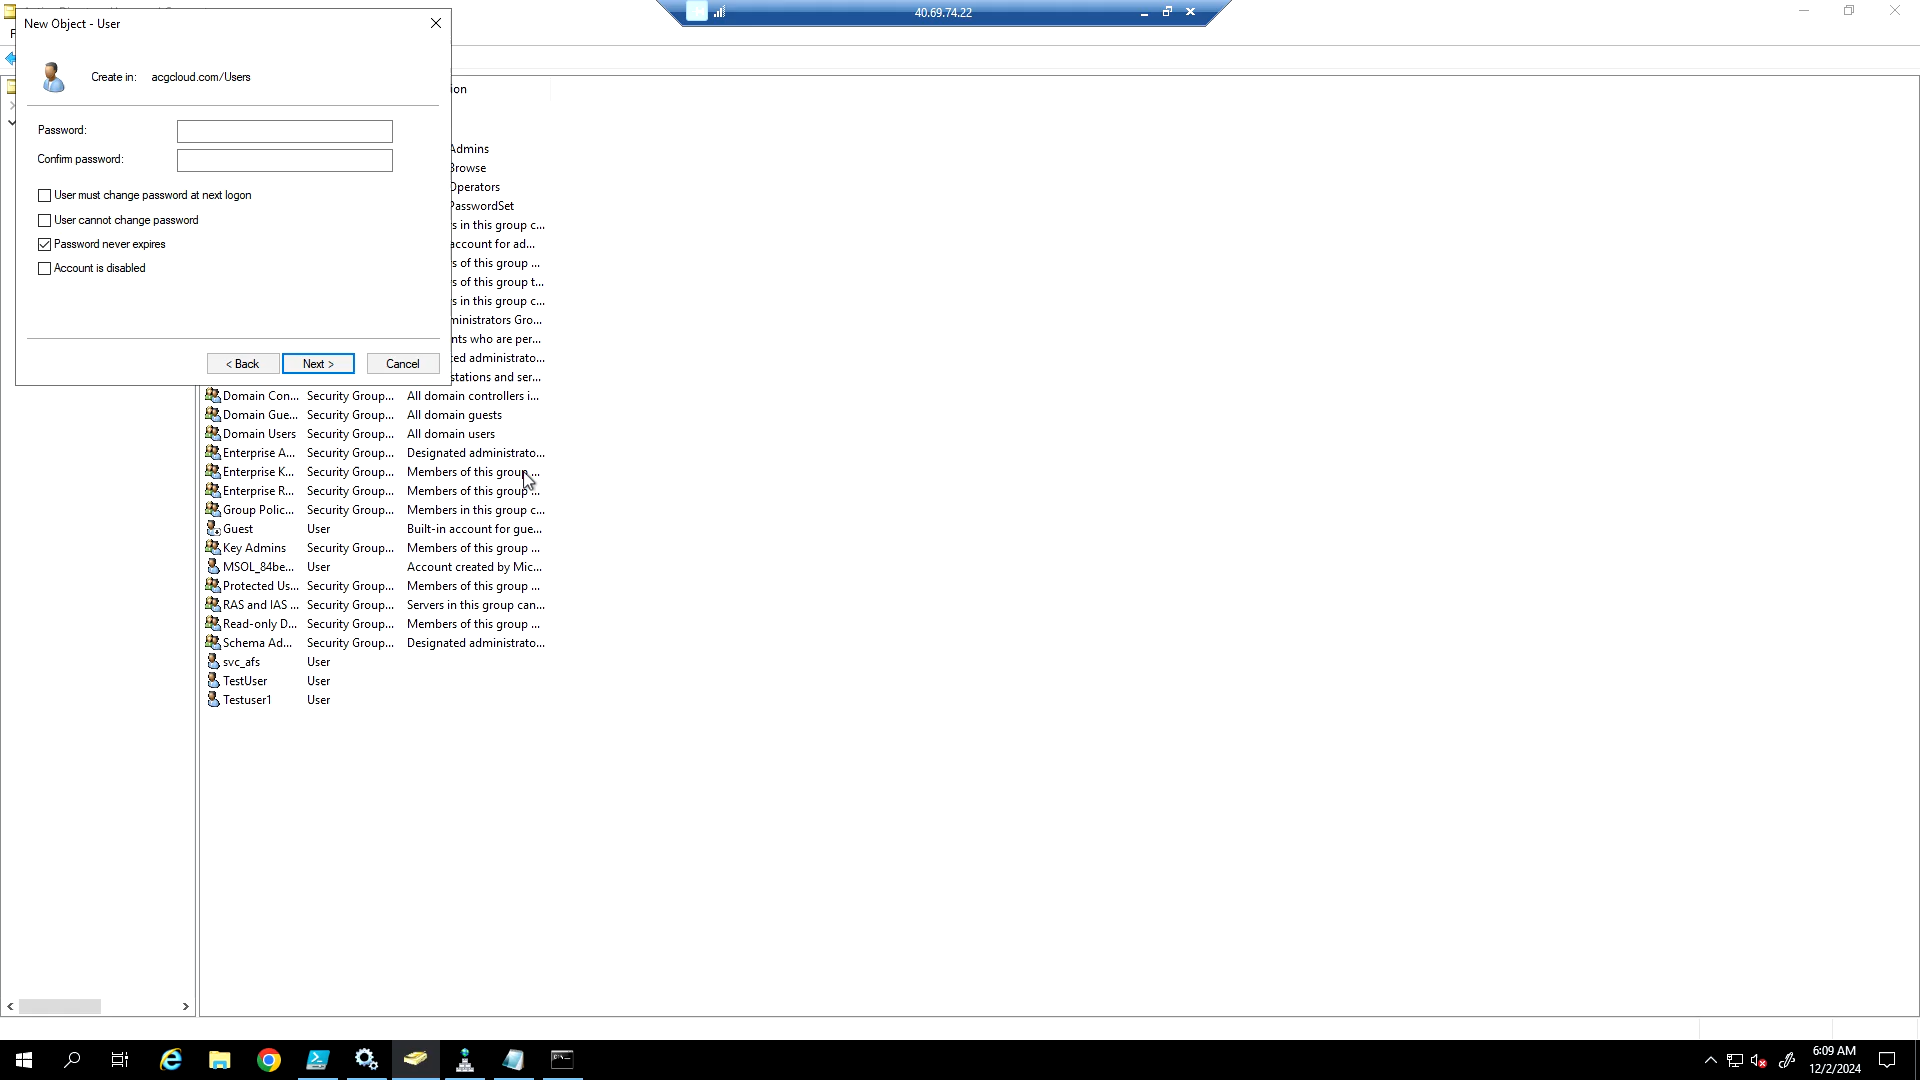 New Object - User
40.69.74.22
Create in: acgcloud.com/Users
Password:
Confirm password:
User must change password at next logon
User cannot change password
Password never expires
Account is disabled
< Back
Next >
Cancel
ion
Admins
Browse
Operators
PasswordSet
s in this group c...
account for ad...
s of this group ...
s of this group t...
s in this group c...
ministrators Gro...
nts who are per...
ted administrato...
stations and ser...
Domain Con... Security Group... All domain controllers i...
Domain Gue... Security Group... All domain guests
Domain Users Security Group... All domain users
Enterprise A... Security Group... Designated administrato...
Enterprise K... Security Group... Members of this group ...
Enterprise R... Security Group... Members of this group ...
Group Polic... Security Group... Members in this group c...
Guest User Built-in account for gue...
Key Admins Security Group... Members of this group ...
MSOL_84be... User Account created by Mic...
Protected Us... Security Group... Members of this group ...
RAS and IAS ... Security Group... Servers in this group can...
Read-only D... Security Group... Members of this group ...
Schema Ad... Security Group... Designated administrato...
svc_afs User
TestUser User
Testuser1 User
6:09 AM
12/2/2024